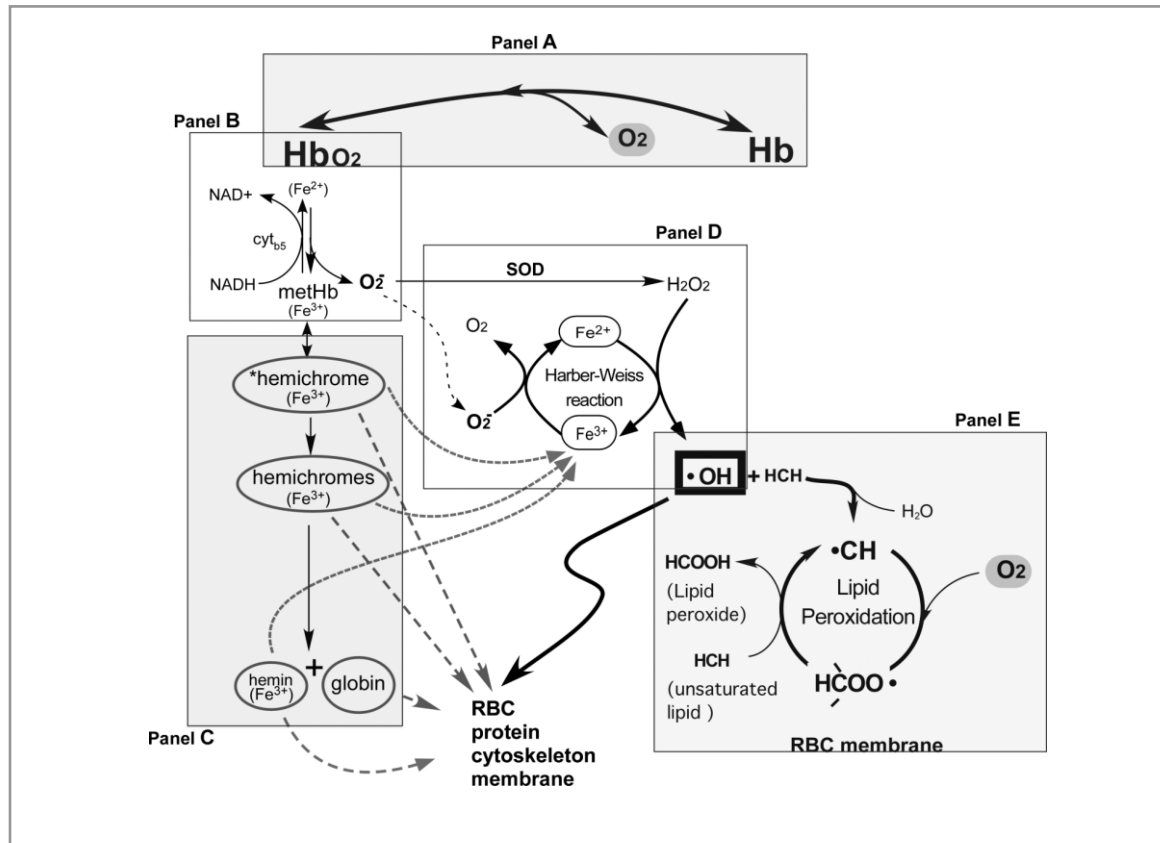 Panel A
O2
Hb
Panel B
HbO2
NAD+
(Fe2+)
cytb5
NADH
metHb
(Fe3+)
O2-
Panel D
SOD
H2O2
O2
Fe2+
Harber-Weiss
reaction
O2-
Fe3+
*hemichrome
(Fe3+)
hemichromes
(Fe3+)
+
hemin
(Fe3+)
globin
Panel C
RBC
protein
cytoskeleton
membrane
Panel E
•OH + HCH
H2O
•CH
HCOOH
(Lipid
peroxide)
Lipid
Peroxidation
O2
HCH
(unsaturated
lipid )
HCOO •
RBC membrane